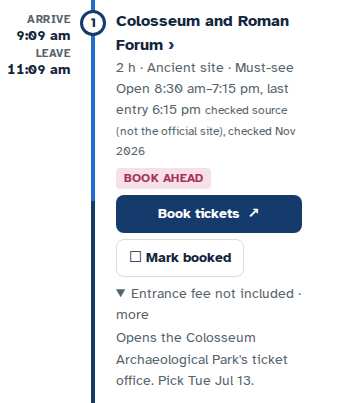 ARRIVE
9:09 am
LEAVE
11:09 am
1
Colosseum and Roman
Forum ›
2 h · Ancient site · Must-see
Open 8:30 am–7:15 pm, last
entry 6:15 pm checked source
(not the official site), checked Nov
2026
BOOK AHEAD
Book tickets ↗
☐ Mark booked
▼ Entrance fee not included ·
more
Opens the Colosseum
Archaeological Park's ticket
office. Pick Tue Jul 13.